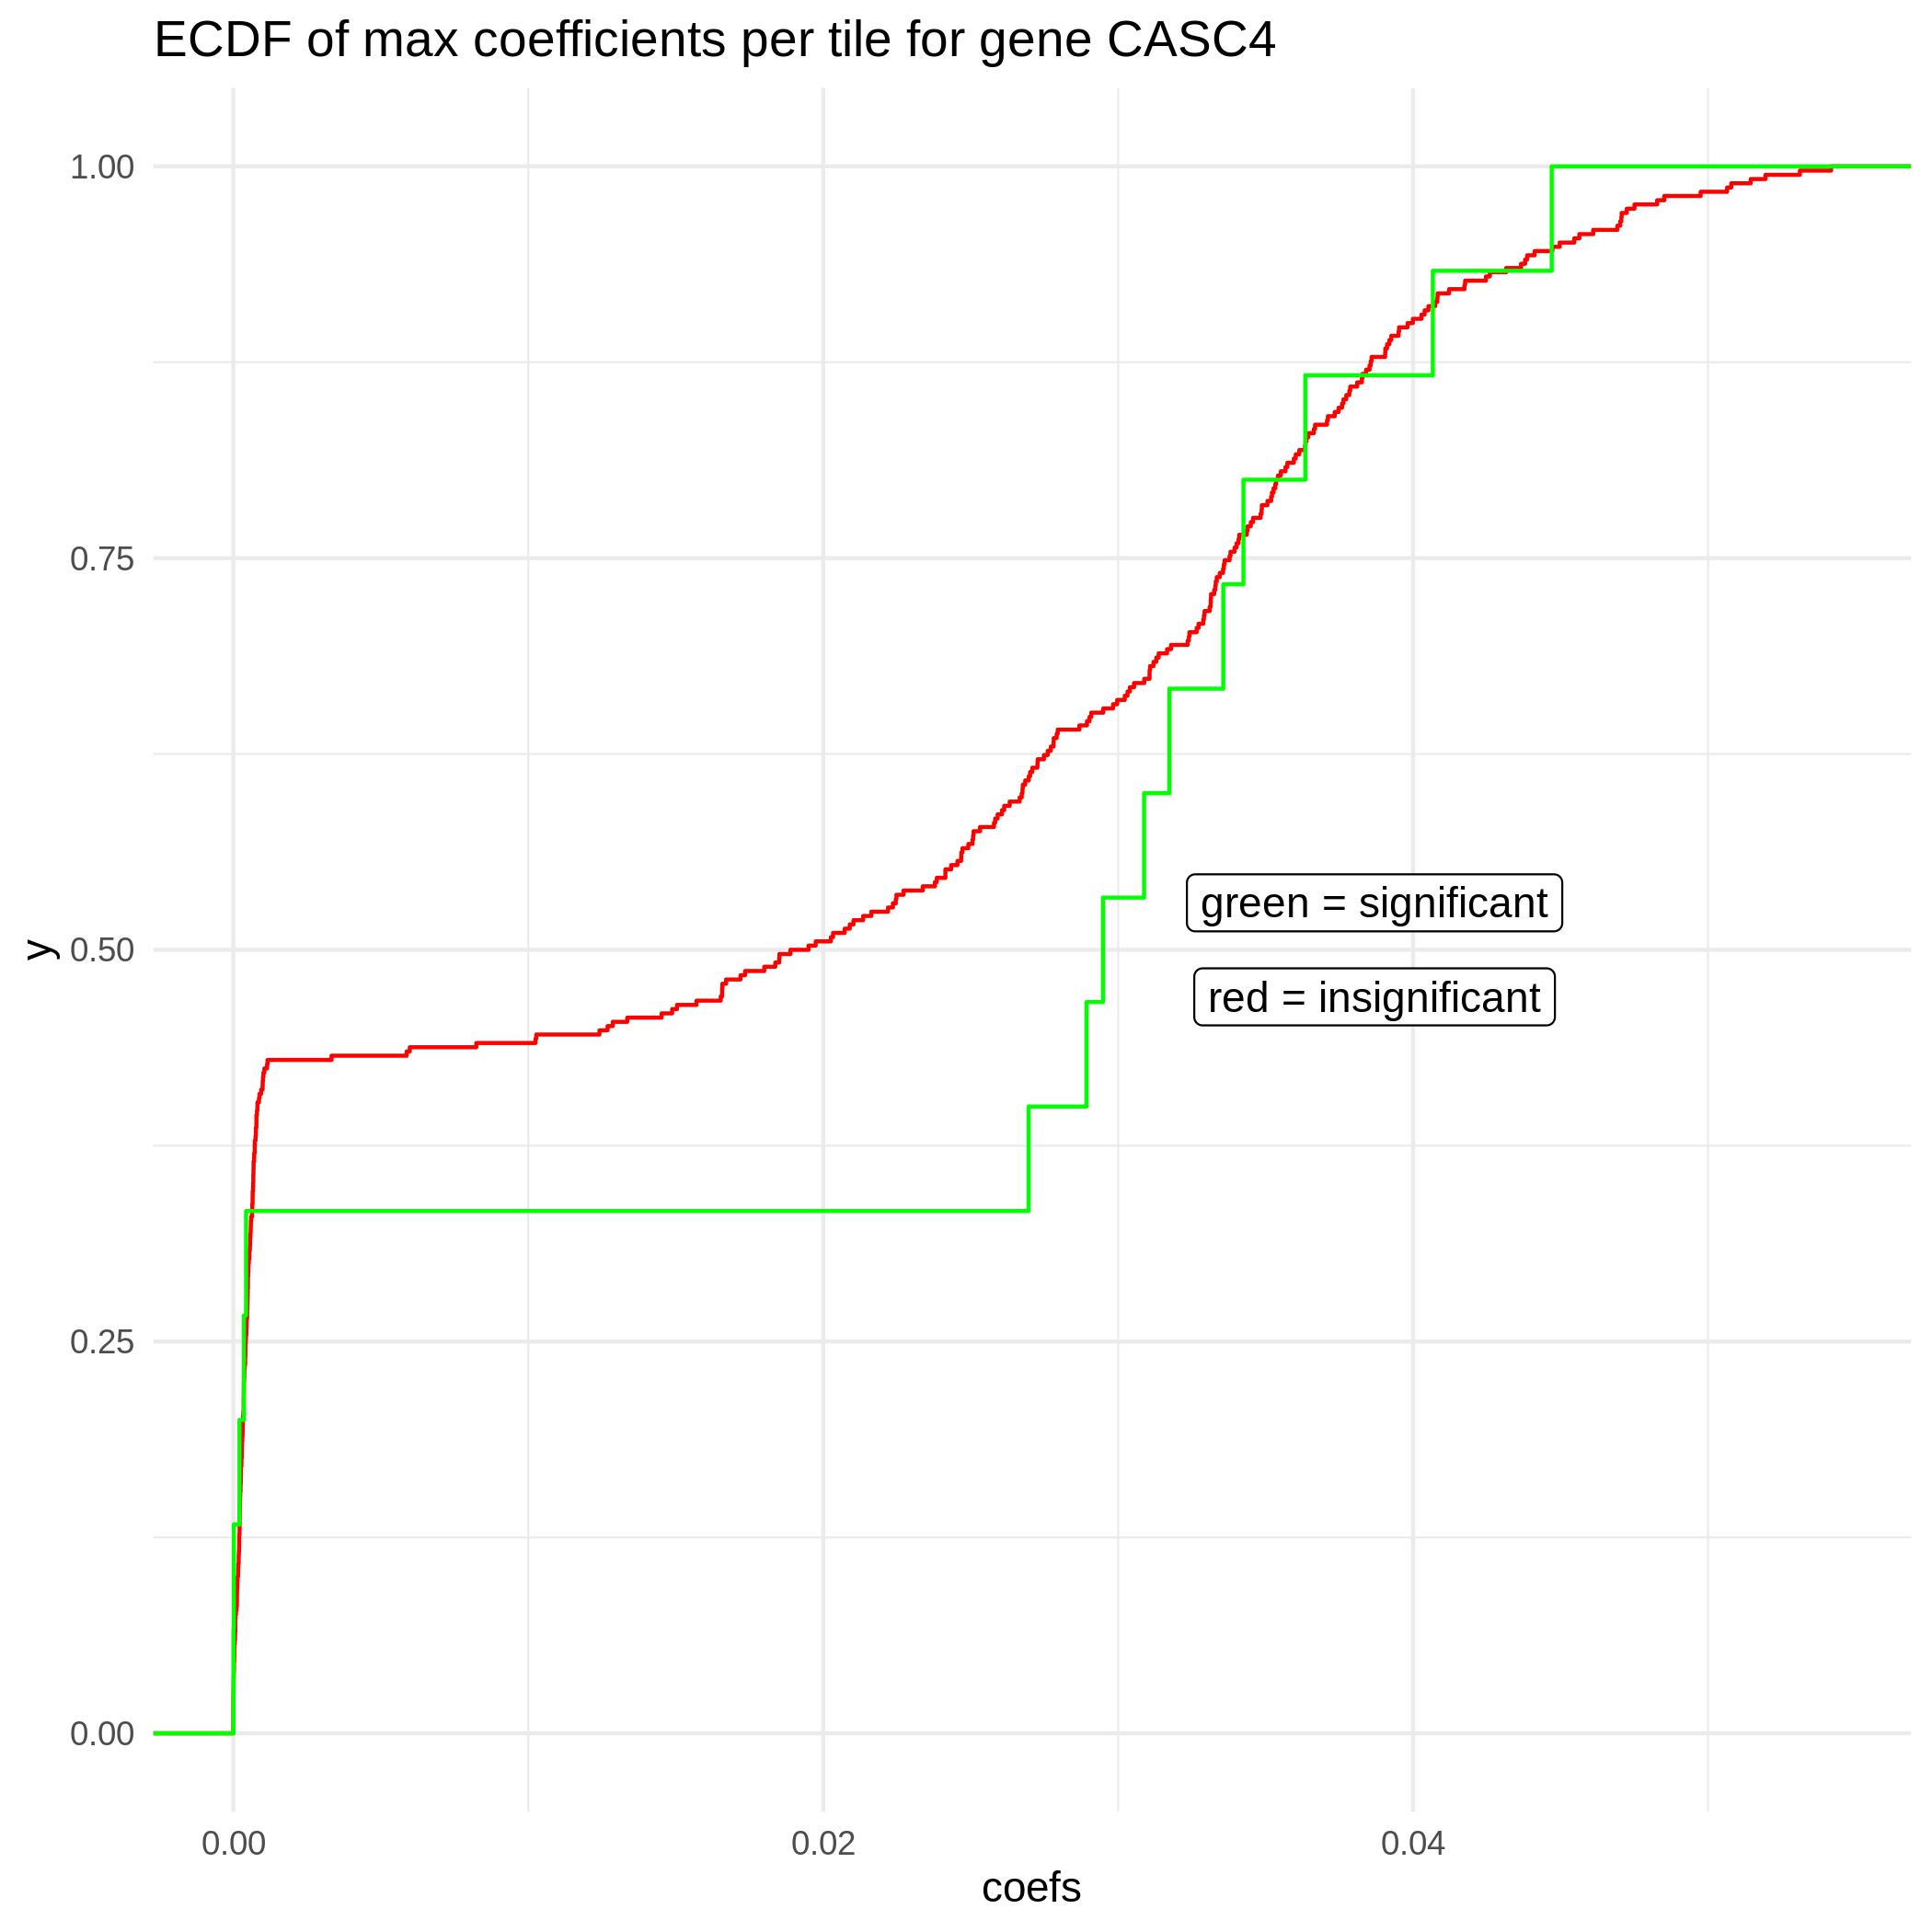 ECDF of max coefficients per tile for gene CASC4
1.00
0.75
0.50
0.25
0.00
y
green = significant
red = insignificant
0.00
0.02
0.04
coefs